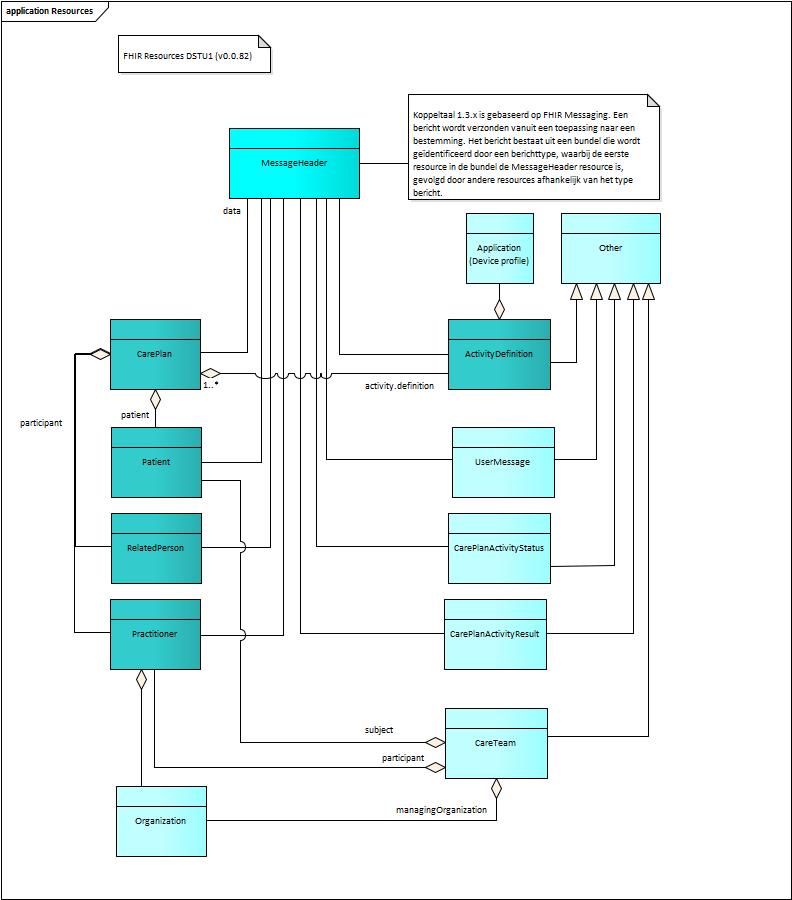 application Resources
FHIR Resources DSTU1 (v0.0.82)
Koppeltaal 1.3.x is gebaseerd op FHIR Messaging. Een
bericht wordt verzonden vanuit een toepassing naar een
bestemming. Het bericht bestaat uit een bundel die wordt
geïdentificeerd door een berichttype, waarbij de eerste
resource in de bundel de MessageHeader resource is,
gevolgd door andere resources afhankelijk van het type
bericht.
MessageHeader
data
Application
(Device profile)
Other
CarePlan
ActivityDefinition
1..*
activity.definition
patient
participant
Patient
UserMessage
RelatedPerson
CarePlanActivityStatus
Practitioner
CarePlanActivityResult
subject
CareTeam
participant
managingOrganization
Organization